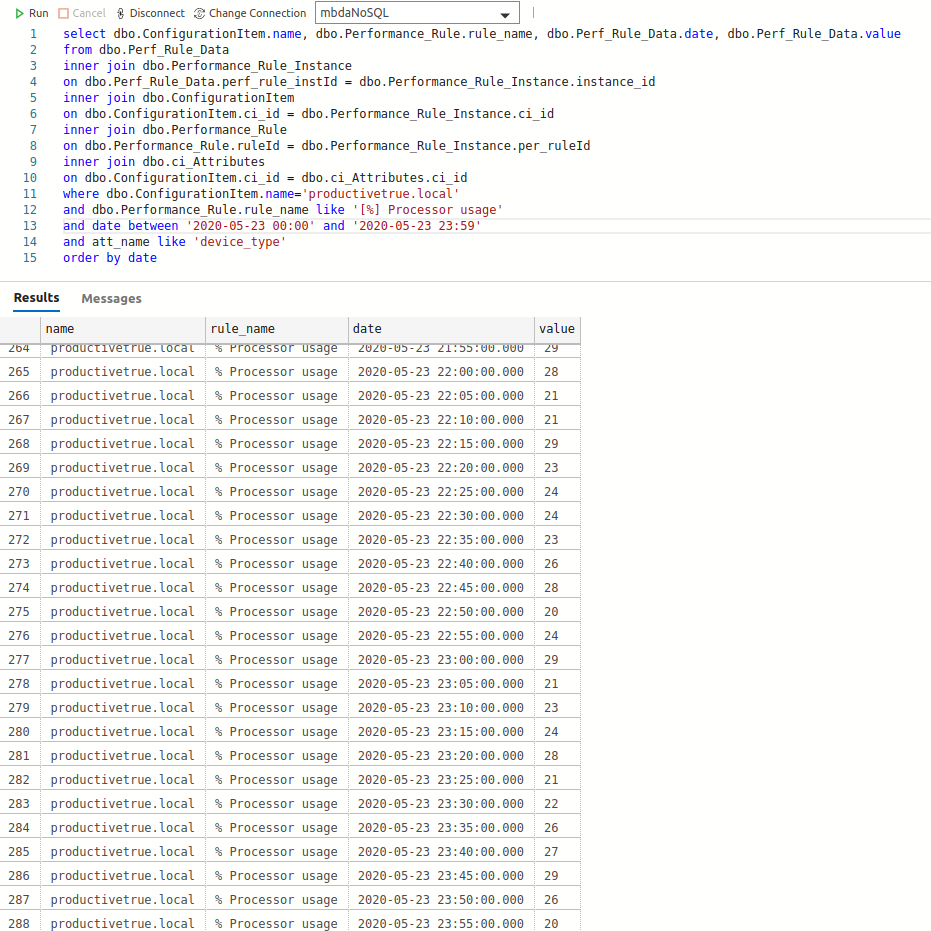 Run Cancel Disconnect Change Connection mbdaNoSQL
1 select dbo.ConfigurationItem.name, dbo.Performance_Rule.rule_name, dbo.Perf_Rule_Data.date, dbo.Perf_Rule_Data.value
2 from dbo.Perf_Rule_Data
3 inner join dbo.Performance_Rule_Instance
4 on dbo.Perf_Rule_Data.perf_rule_instId = dbo.Performance_Rule_Instance.instance_id
5 inner join dbo.ConfigurationItem
6 on dbo.ConfigurationItem.ci_id = dbo.Performance_Rule_Instance.ci_id
7 inner join dbo.Performance_Rule
8 on dbo.Performance_Rule.ruleId = dbo.Performance_Rule_Instance.per_ruleId
9 inner join dbo.ci_Attributes
10 on dbo.ConfigurationItem.ci_id = dbo.ci_Attributes.ci_id
11 where dbo.ConfigurationItem.name='productivetrue.local'
12 and dbo.Performance_Rule.rule_name like '[%] Processor usage'
13 and date between '2020-05-23 00:00' and '2020-05-23 23:59'
14 and att_name like 'device_type'
15 order by date
Results Messages
name rule_name date value
264 productivetrue.local % Processor usage 2020-05-23 21:55:00.000 29
265 productivetrue.local % Processor usage 2020-05-23 22:00:00.000 28
266 productivetrue.local % Processor usage 2020-05-23 22:05:00.000 21
267 productivetrue.local % Processor usage 2020-05-23 22:10:00.000 21
268 productivetrue.local % Processor usage 2020-05-23 22:15:00.000 29
269 productivetrue.local % Processor usage 2020-05-23 22:20:00.000 23
270 productivetrue.local % Processor usage 2020-05-23 22:25:00.000 24
271 productivetrue.local % Processor usage 2020-05-23 22:30:00.000 24
272 productivetrue.local % Processor usage 2020-05-23 22:35:00.000 23
273 productivetrue.local % Processor usage 2020-05-23 22:40:00.000 26
274 productivetrue.local % Processor usage 2020-05-23 22:45:00.000 28
275 productivetrue.local % Processor usage 2020-05-23 22:50:00.000 20
276 productivetrue.local % Processor usage 2020-05-23 22:55:00.000 24
277 productivetrue.local % Processor usage 2020-05-23 23:00:00.000 29
278 productivetrue.local % Processor usage 2020-05-23 23:05:00.000 21
279 productivetrue.local % Processor usage 2020-05-23 23:10:00.000 23
280 productivetrue.local % Processor usage 2020-05-23 23:15:00.000 24
281 productivetrue.local % Processor usage 2020-05-23 23:20:00.000 28
282 productivetrue.local % Processor usage 2020-05-23 23:25:00.000 21
283 productivetrue.local % Processor usage 2020-05-23 23:30:00.000 22
284 productivetrue.local % Processor usage 2020-05-23 23:35:00.000 26
285 productivetrue.local % Processor usage 2020-05-23 23:40:00.000 27
286 productivetrue.local % Processor usage 2020-05-23 23:45:00.000 29
287 productivetrue.local % Processor usage 2020-05-23 23:50:00.000 26
288 productivetrue.local % Processor usage 2020-05-23 23:55:00.000 20